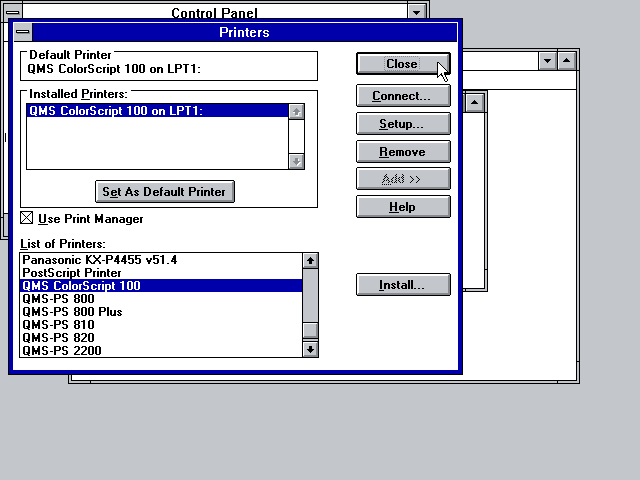 Control Panel
Printers
Default Printer
QMS ColorScript 100 on LPT1:
Close
Installed Printers:
QMS ColorScript 100 on LPT1:
Connect...
Setup...
Remove
Add >>
Set As Default Printer
Help
Use Print Manager
List of Printers:
Panasonic KX-P4455 v51.4
PostScript Printer
QMS ColorScript 100
Install...
QMS-PS 800
QMS-PS 800 Plus
QMS-PS 810
QMS-PS 820
QMS-PS 2200